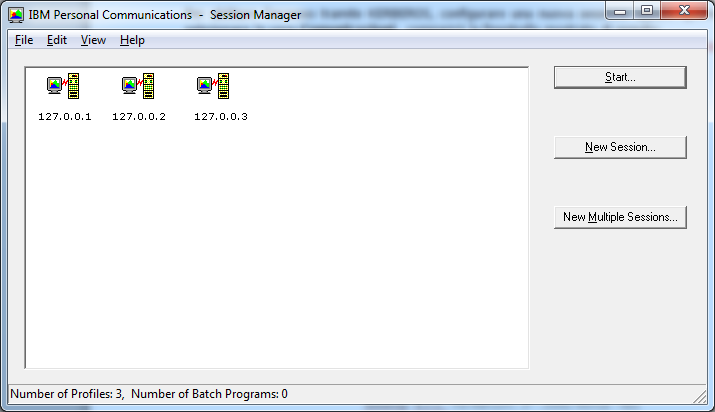 IBM Personal Communications - Session Manager
File Edit View Help
127.0.0.1 127.0.0.2 127.0.0.3
Start...
New Session...
New Multiple Sessions...
Number of Profiles: 3, Number of Batch Programs: 0